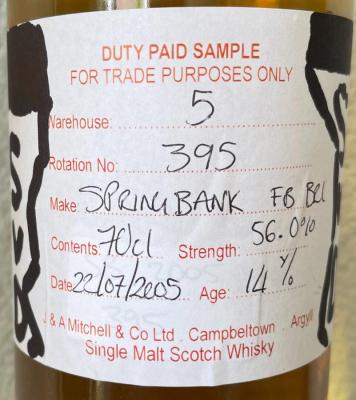 DUTY PAID SAMPLE
FOR TRADE PURPOSES ONLY
Warehouse: 5
Rotation No: 395
Make: SPRINGBANK FB BRL
Contents: 70cl Strength: 56.0%
Date: 22/07/2005 Age: 14 y/o
J & A Mitchell & Co Ltd . Campbeltown . Argyll
Single Malt Scotch Whisky